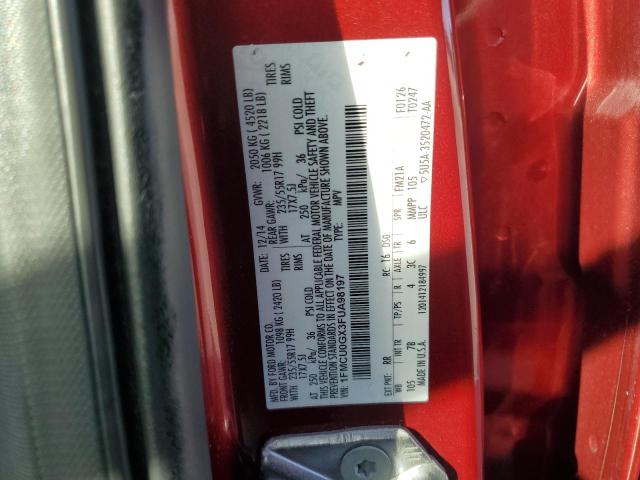 MFD. BY FORD MOTOR CO. DATE: 12/14 GVWR: 2050 KG ( 4520 LB)
FRONT GAWR: 1098 KG ( 2420 LB) REAR GAWR: 1006 KG ( 2218 LB)
WITH 235/55R17 99H TIRES WITH 235/55R17 99H TIRES
17X7.5J RIMS 17X7.5J RIMS
AT 250 kPa/ 36 PSI COLD AT 250 kPa/ 36 PSI COLD
THIS VEHICLE CONFORMS TO ALL APPLICABLE FEDERAL MOTOR VEHICLE SAFETY AND THEFT
PREVENTION STANDARDS IN EFFECT ON THE DATE OF MANUFACTURE SHOWN ABOVE.
VIN: 1FMCU0GX3FUA98197 TYPE: MPV
F0126
T0247
EXT PNT: RR RC: 16 DSO: FM21A
WB INT TR TP/PS R AXLE TR SPR
105 7B 4 3C 6 MMPP 105
ULC
MADE IN U.S.A. 1201412184997 ▽5U5A-3520472-AA